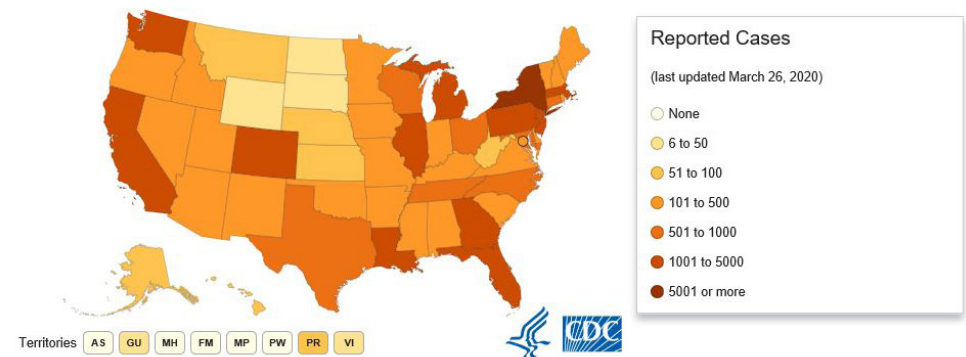 Reported Cases
(last updated March 26, 2020)
None
6 to 50
51 to 100
101 to 500
501 to 1000
1001 to 5000
5001 or more
Territories AS GU MH FM MP PW PR VI
CDC